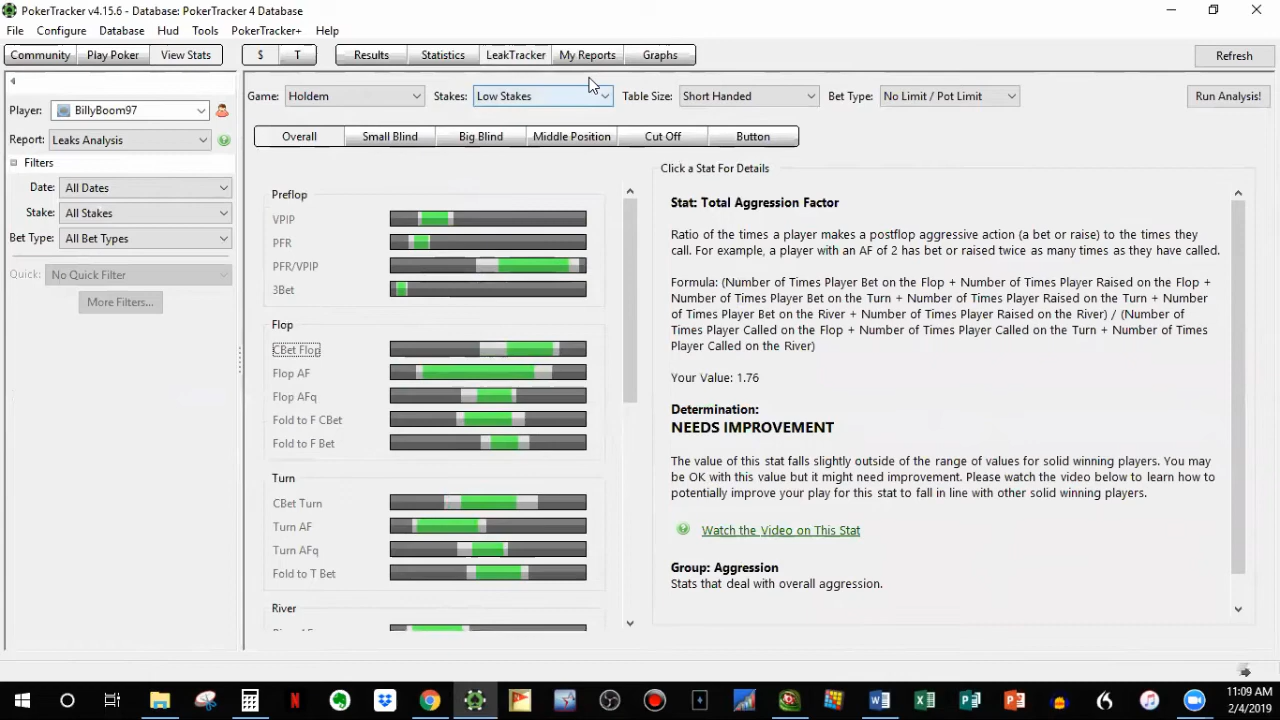 PokerTracker v4.15.6 - Database: PokerTracker 4 Database
File Configure Database Hud Tools PokerTracker+ Help
Community Play Poker View Stats $ T Results Statistics LeakTracker My Reports Graphs Refresh
Player: BillyBoom97
Report: Leaks Analysis
Filters
Date: All Dates
Stake: All Stakes
Bet Type: All Bet Types
Quick: No Quick Filter
More Filters...
Game: Holdem Stakes: Low Stakes Table Size: Short Handed Bet Type: No Limit / Pot Limit Run Analysis!
Overall Small Blind Big Blind Middle Position Cut Off Button
Preflop
VPIP
PFR
PFR/VPIP
3Bet
Flop
CBet Flop
Flop AF
Flop AFq
Fold to F CBet
Fold to F Bet
Turn
CBet Turn
Turn AF
Turn AFq
Fold to T Bet
River
Click a Stat For Details
Stat: Total Aggression Factor
Ratio of the times a player makes a postflop aggressive action (a bet or raise) to the times they
call. For example, a player with an AF of 2 has bet or raised twice as many times as they have called.
Formula: (Number of Times Player Bet on the Flop + Number of Times Player Raised on the Flop +
Number of Times Player Bet on the Turn + Number of Times Player Raised on the Turn + Number
of Times Player Bet on the River + Number of Times Player Raised on the River) / (Number of
Times Player Called on the Flop + Number of Times Player Called on the Turn + Number of Times
Player Called on the River)
Your Value: 1.76
Determination:
NEEDS IMPROVEMENT
The value of this stat falls slightly outside of the range of values for solid winning players. You may
be OK with this value but it might need improvement. Please watch the video below to learn how to
potentially improve your play for this stat to fall in line with other solid winning players.
Watch the Video on This Stat
Group: Aggression
Stats that deal with overall aggression.
11:09 AM
2/4/2019